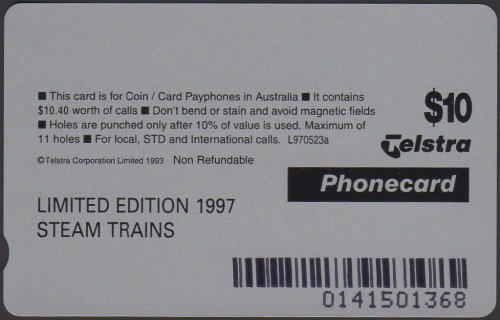 ■ This card is for Coin / Card Payphones in Australia ■ It contains
$10.40 worth of calls ■ Don't bend or stain and avoid magnetic fields
■ Holes are punched only after 10% of value is used. Maximum of
11 holes ■ For local, STD and International calls. L970523a
©Telstra Corporation Limited 1993 Non Refundable
$10
Telstra
Phonecard
LIMITED EDITION 1997
STEAM TRAINS
0141501368